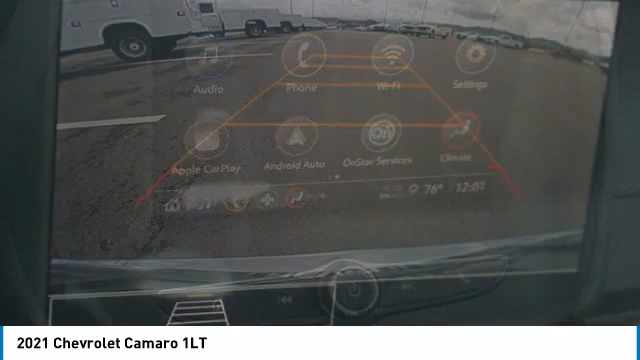 Audio Phone Wi-Fi Settings
Apple CarPlay Android Auto On OnStar Services Climate
76° 12:01
2021 Chevrolet Camaro 1LT